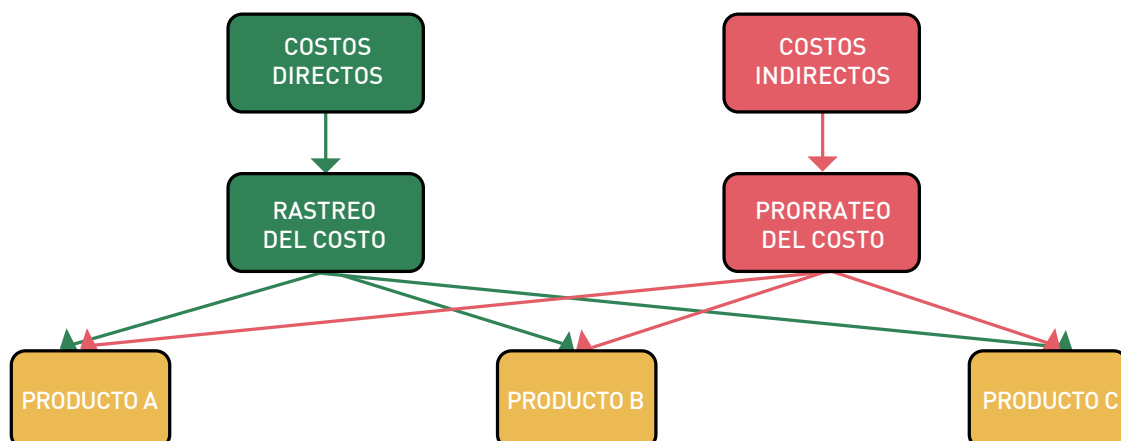 COSTOS
DIRECTOS
COSTOS
INDIRECTOS
RASTREO
DEL COSTO
PRORRATEO
DEL COSTO
PRODUCTO A
PRODUCTO B
PRODUCTO C